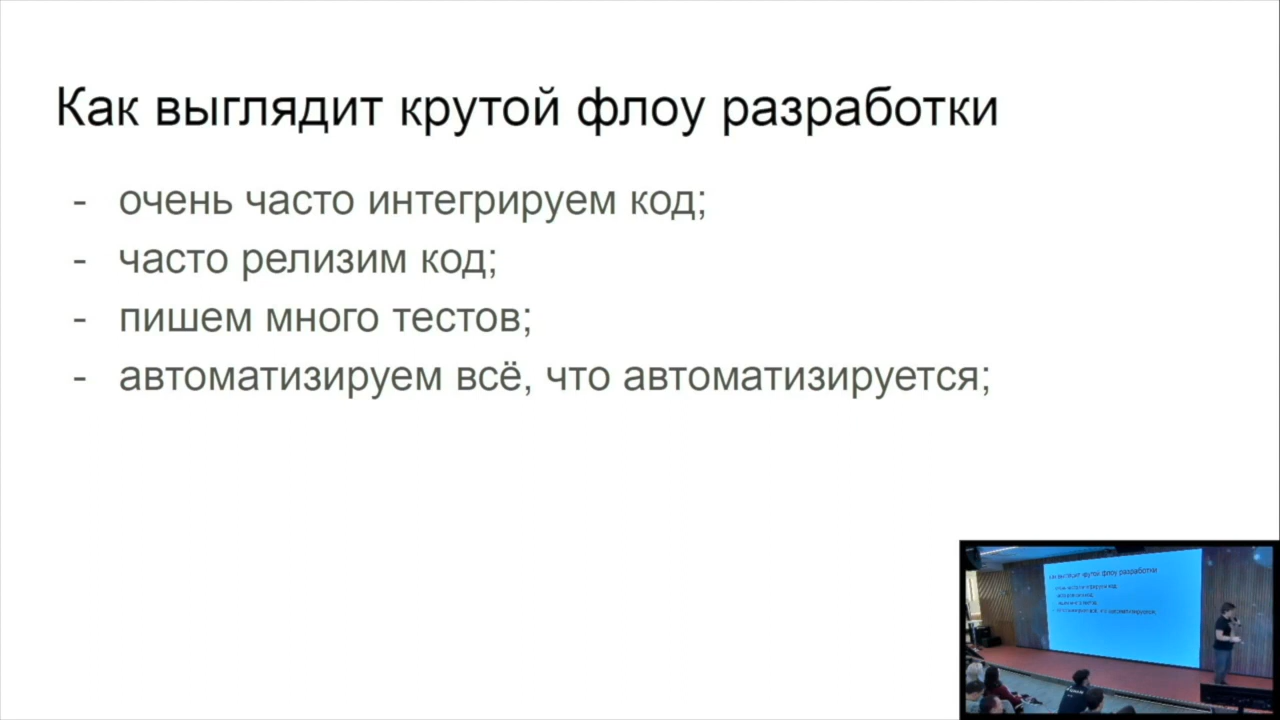 Как выглядит крутой флоу разработки
- очень часто интегрируем код;
- часто релизим код;
- пишем много тестов;
- автоматизируем всё, что автоматизируется;